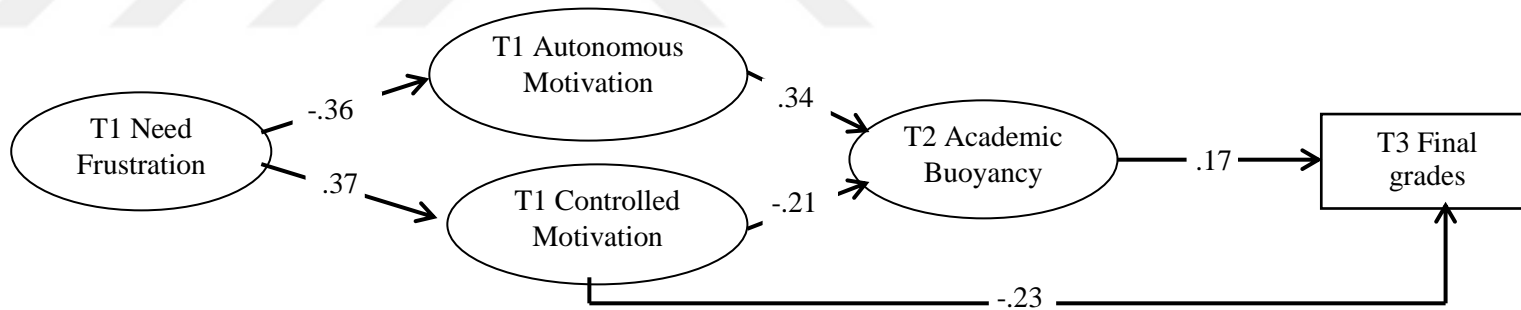 T1 Need
Frustration
-.36
.37
T1 Autonomous
Motivation
T1 Controlled
Motivation
.34
-.21
T2 Academic
Buoyancy
.17
T3 Final
grades
-.23